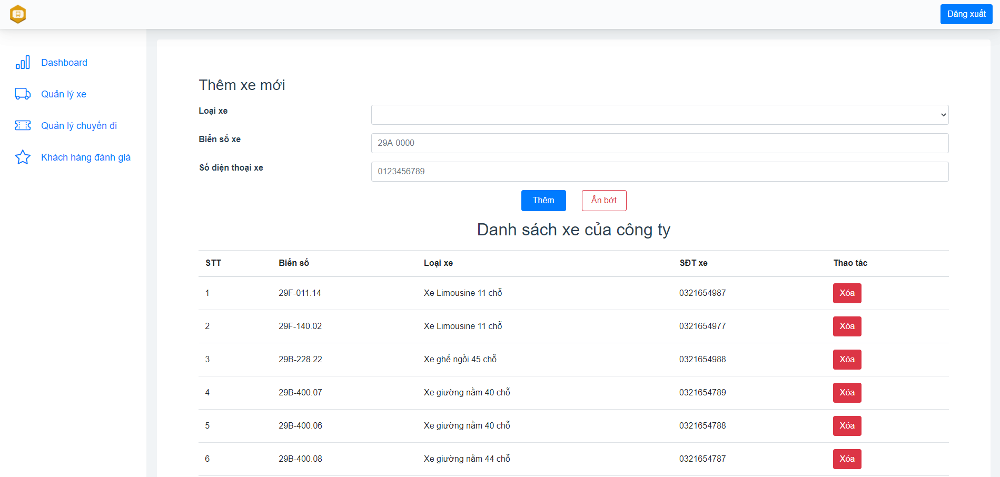 Đăng xuất
Dashboard
Quản lý xe
Quản lý chuyến đi
Khách hàng đánh giá
Thêm xe mới
Loại xe
Biển số xe 29A-0000
Số điện thoại xe 0123456789
Thêm Ẩn bớt
Danh sách xe của công ty
STT Biển số Loại xe SĐT xe Thao tác
1 29F-011.14 Xe Limousine 11 chỗ 0321654987 Xóa
2 29F-140.02 Xe Limousine 11 chỗ 0321654977 Xóa
3 29B-228.22 Xe ghế ngồi 45 chỗ 0321654988 Xóa
4 29B-400.07 Xe giường nằm 40 chỗ 0321654789 Xóa
5 29B-400.06 Xe giường nằm 40 chỗ 0321654788 Xóa
6 29B-400.08 Xe giường nằm 44 chỗ 0321654787 Xóa